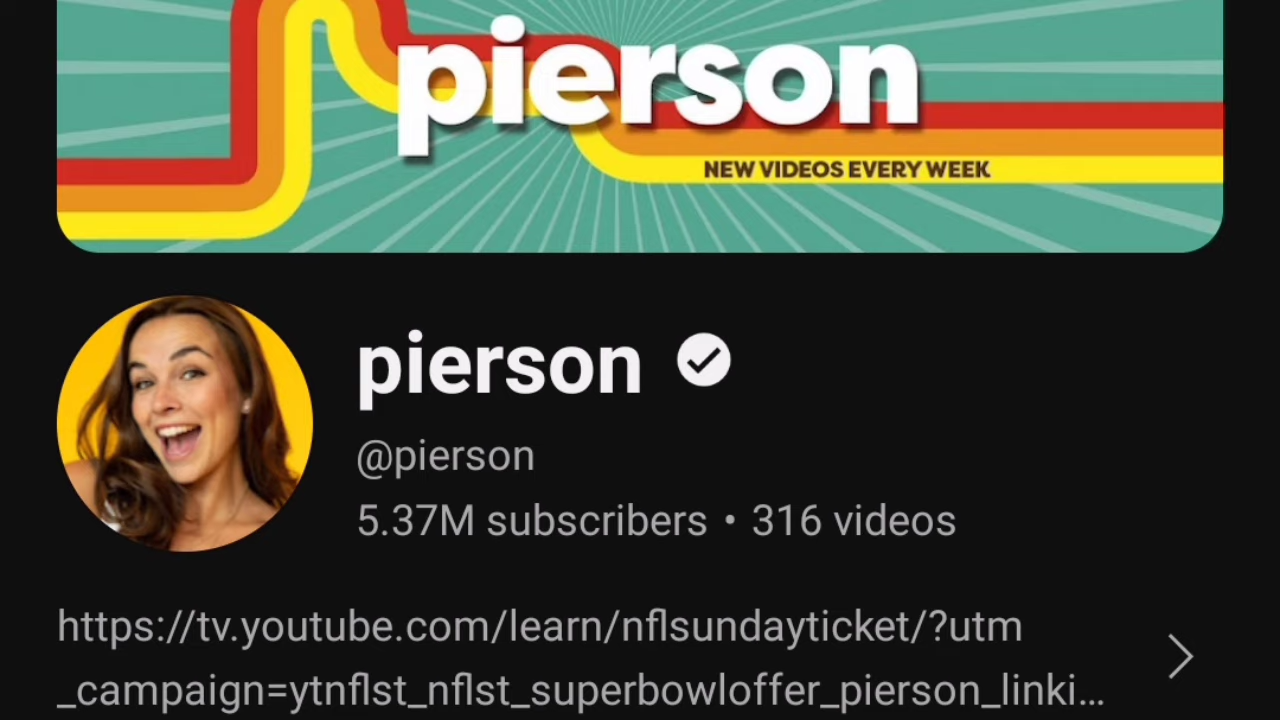 pierson
NEW VIDEOS EVERY WEEK
pierson
@pierson
5.37M subscribers • 316 videos
https://tv.youtube.com/learn/nflsundayticket/?utm
_campaign=ytnflst_nflst_superbowloffer_pierson_linki...